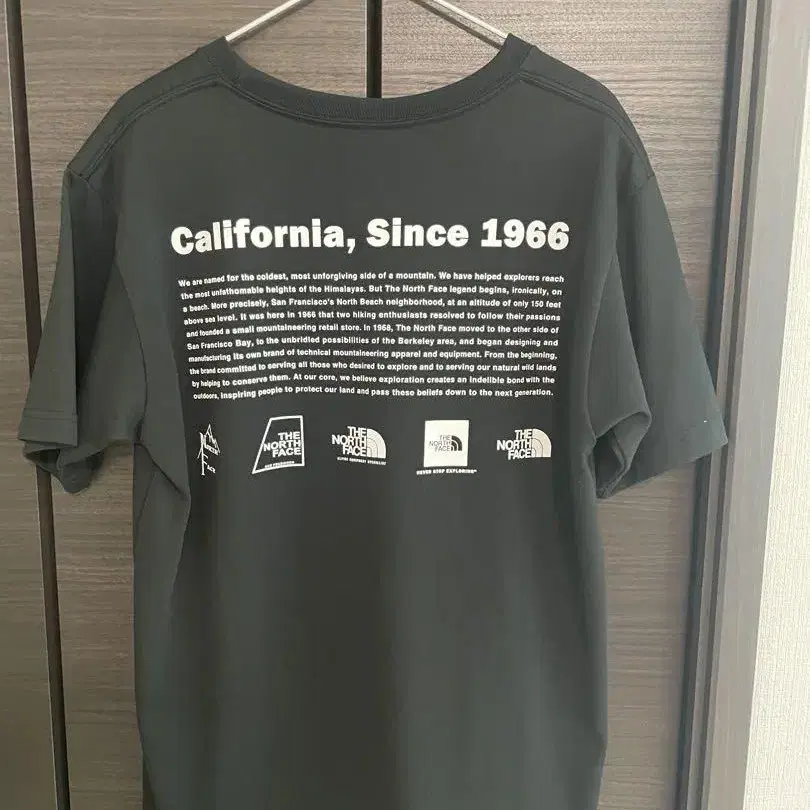 California, Since 1966
We are named for the coldest, most unforgiving side of a mountain. We have helped explorers reach
the most unfathomable heights of the Himalayas. But The North Face legend begins, ironically, on
a beach. More precisely, San Francisco's North Beach neighborhood, at an altitude of only 150 feet
above sea level. It was here in 1966 that two hiking enthusiasts resolved to follow their passions
and founded a small mountaineering retail store. In 1968, The North Face moved to the other side of
San Francisco Bay, to the unbridled possibilities of the Berkeley area, and began designing and
manufacturing its own brand of technical mountaineering apparel and equipment. From the beginning,
the brand committed to serving all those who desired to explore and to serving our natural wild lands
by helping to conserve them. At our core, we believe exploration creates an indelible bond with the
outdoors, inspiring people to protect our land and pass these beliefs down to the next generation.
North
Face
THE
NORTH
FACE
THE
NORTH
FACE
THE
NORTH
FACE
NEVER STOP EXPLORING™
THE
NORTH
FACE